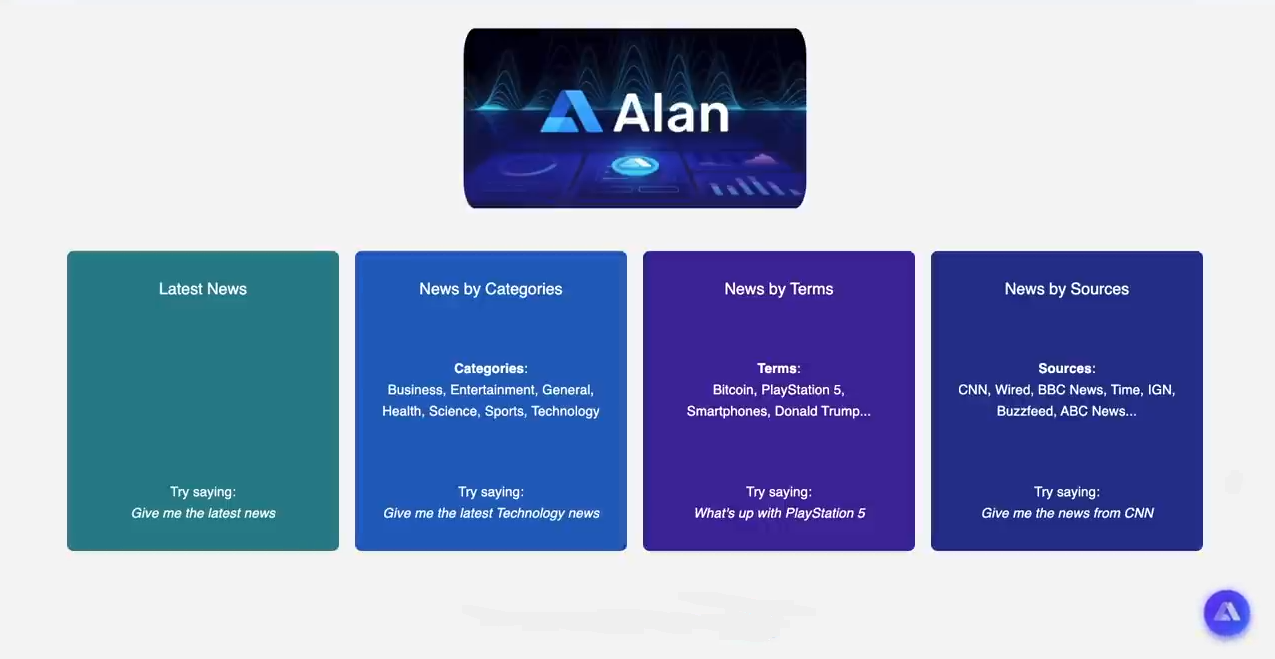 Alan
Latest News
Try saying:
Give me the latest news
News by Categories
Categories:
Business, Entertainment, General,
Health, Science, Sports, Technology
Try saying:
Give me the latest Technology news
News by Terms
Terms:
Bitcoin, PlayStation 5,
Smartphones, Donald Trump...
Try saying:
What's up with PlayStation 5
News by Sources
Sources:
CNN, Wired, BBC News, Time, IGN,
Buzzfeed, ABC News...
Try saying:
Give me the news from CNN